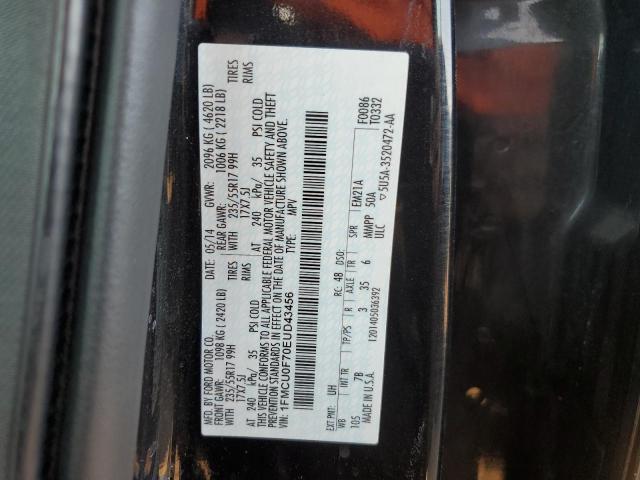 MFD. BY FORD MOTOR CO. DATE: 05/14 GVWR: 2096 KG ( 4620 LB)
FRONT GAWR: 1098 KG ( 2420 LB) REAR GAWR: 1006 KG ( 2218 LB)
WITH 235/55R17 99H TIRES WITH 235/55R17 99H TIRES
17X7.5J RIMS 17X7.5J RIMS
AT 240 kPa/ 35 PSI COLD AT 240 kPa/ 35 PSI COLD
THIS VEHICLE CONFORMS TO ALL APPLICABLE FEDERAL MOTOR VEHICLE SAFETY AND THEFT
PREVENTION STANDARDS IN EFFECT ON THE DATE OF MANUFACTURE SHOWN ABOVE.
VIN: 1FMCU0F70EUD43456 TYPE: MPV
EXT PNT: UH RC: 48 DSO: F0086
WB INT TR TP/PS R AXLE TR SPR EM21A T0332
105 7B 3 35 6 MMPP 50A
MADE IN U.S.A. ULC 5U5A-3520472-AA
1201405036392